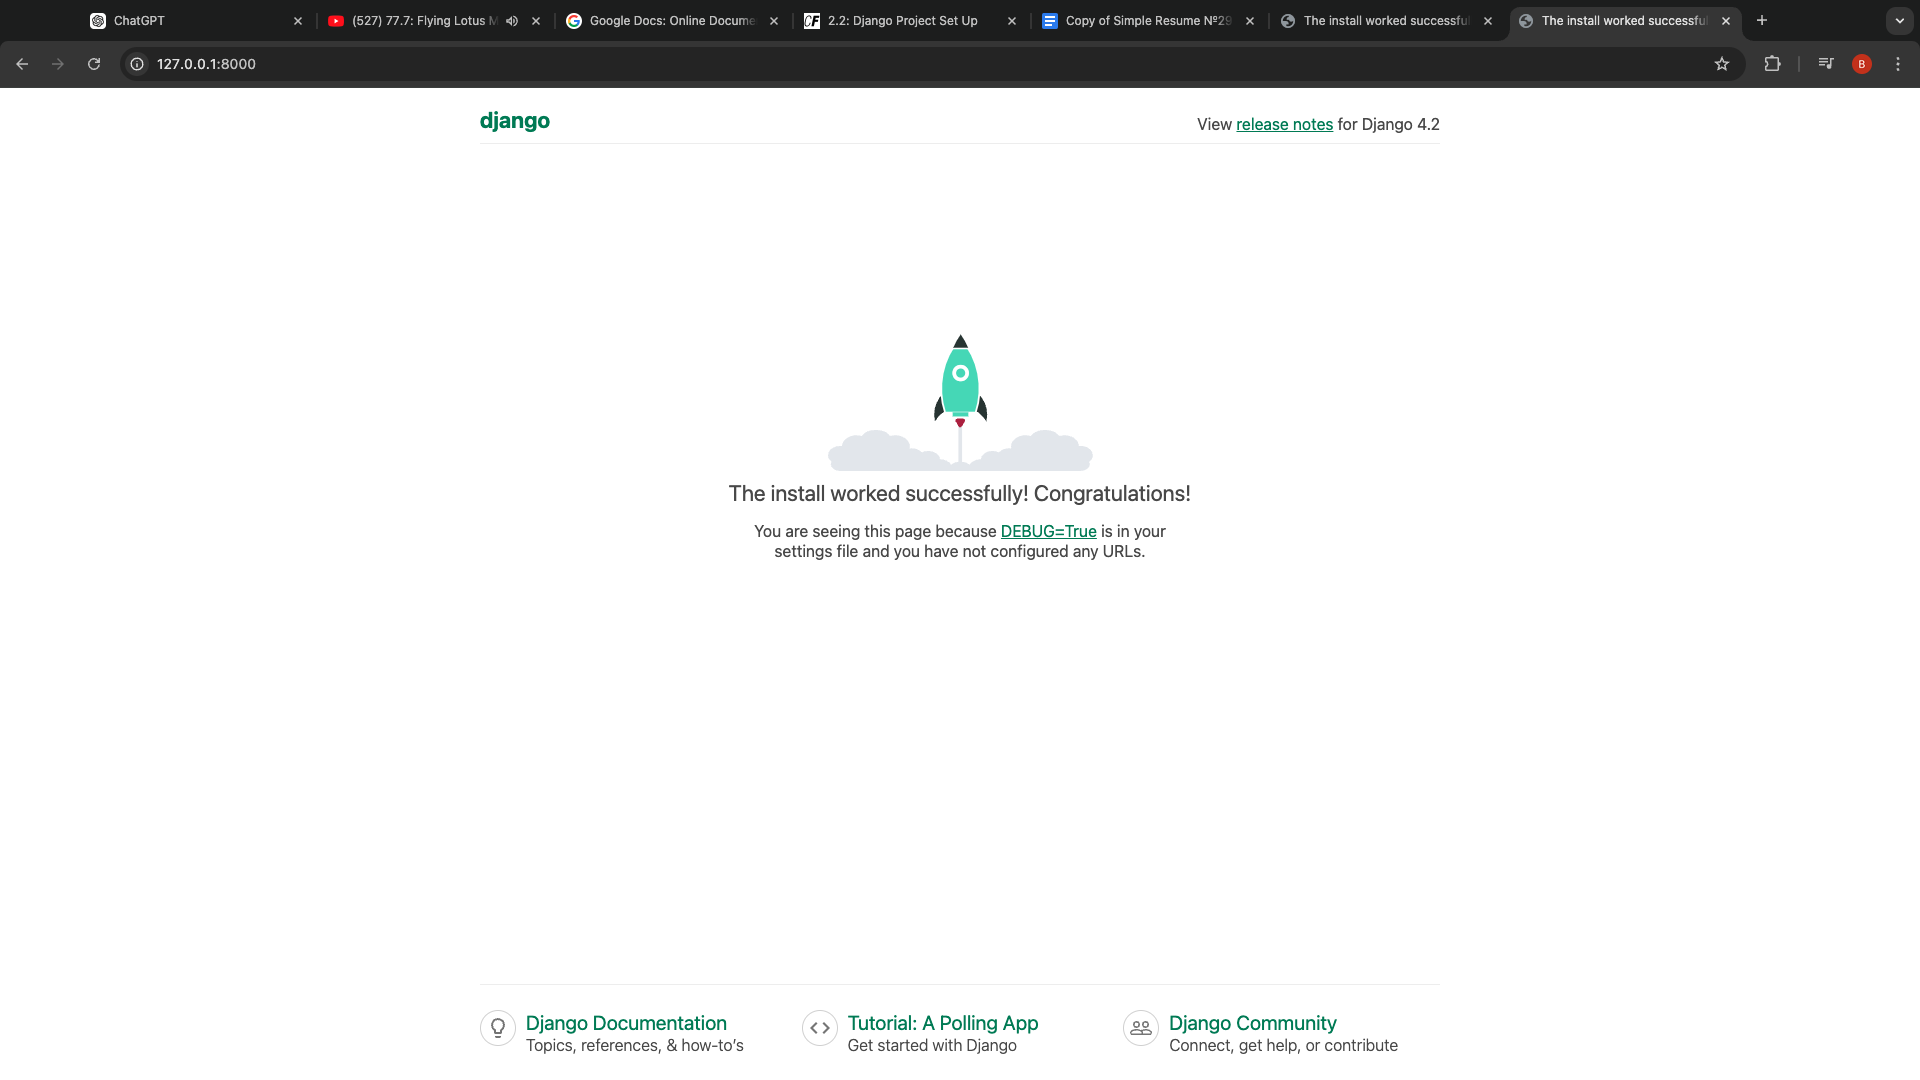 ChatGPT
(527) 77.7: Flying Lotus M
Google Docs: Online Docume
CF 2.2: Django Project Set Up
Copy of Simple Resume Nº29
The install worked successfu
The install worked successfu
127.0.0.1:8000
B
django
View release notes for Django 4.2
The install worked successfully! Congratulations!
You are seeing this page because DEBUG=True is in your
settings file and you have not configured any URLs.
Django Documentation
Topics, references, & how-to’s
Tutorial: A Polling App
Get started with Django
Django Community
Connect, get help, or contribute